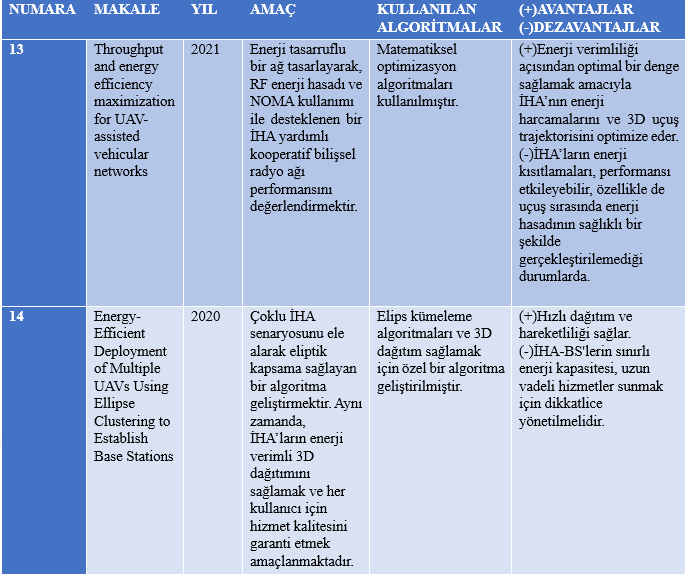 NUMARA MAKALE YIL AMAÇ KULLANILAN ALGORİTMALAR (+)AVANTAJLAR (-)DEZAVANTAJLAR
13
Throughput
and energy
efficiency
maximization
for UAV-
assisted
vehicular
networks
2021
Enerji tasarruflu
bir ağ tasarlayarak,
RF enerji hasadı ve
NOMA kullanımı
ile desteklenen bir
İHA yardımlı
kooperatif bilişsel
radyo ağı
performansını
değerlendirmektir.
Matematiksel
optimizasyon
algoritmaları
kullanılmıştır.
(+)Enerji verimliliği
açısından optimal bir denge
sağlamak amacıyla
İHA’nın enerji
harcamalarını ve 3D uçuş
trajektorisini optimize eder.
(-)İHA’ların enerji
kısıtlamaları, performansı
etkileyebilir, özellikle de
uçuş sırasında enerji
hasadının sağlıklı bir
şekilde
gerçekleştirilemediği
durumlarda.
14
Energy-
Efficient
Deployment
of Multiple
UAVs Using
Ellipse
Clustering to
Establish
Base Stations
2020
Çoklu İHA
senaryosunu ele
alarak eliptik
kapsama sağlayan
bir algoritma
geliştirmektir. Aynı
zamanda,
İHA’ların enerji
verimli 3D
dağıtımını
sağlamak ve her
kullanıcı için
hizmet kalitesini
garanti etmek
amaçlanmaktadır.
Elips kümeleme
algoritmaları ve 3D
dağıtım sağlamak
için özel bir algoritma
geliştirilmiştir.
(+)Hızlı dağıtım ve
hareketliliği sağlar.
(-)İHA-BS'lerin sınırlı
enerji kapasitesi, uzun
vadeli hizmetler sunmak
için dikkatlice
yönetilmelidir.